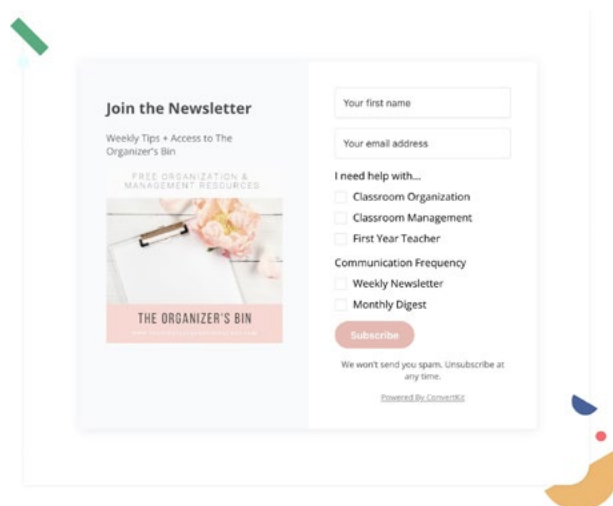 Join the Newsletter
Weekly Tips + Access to The
Organizer's Bin
FREE ORGANIZATION &
MANAGEMENT RESOURCES
THE ORGANIZER'S BIN
Your first name
Your email address
I need help with...
Classroom Organization
Classroom Management
First Year Teacher
Communication Frequency
Weekly Newsletter
Monthly Digest
Subscribe
We won't send you spam. Unsubscribe at
any time.
Powered By ConvertKit